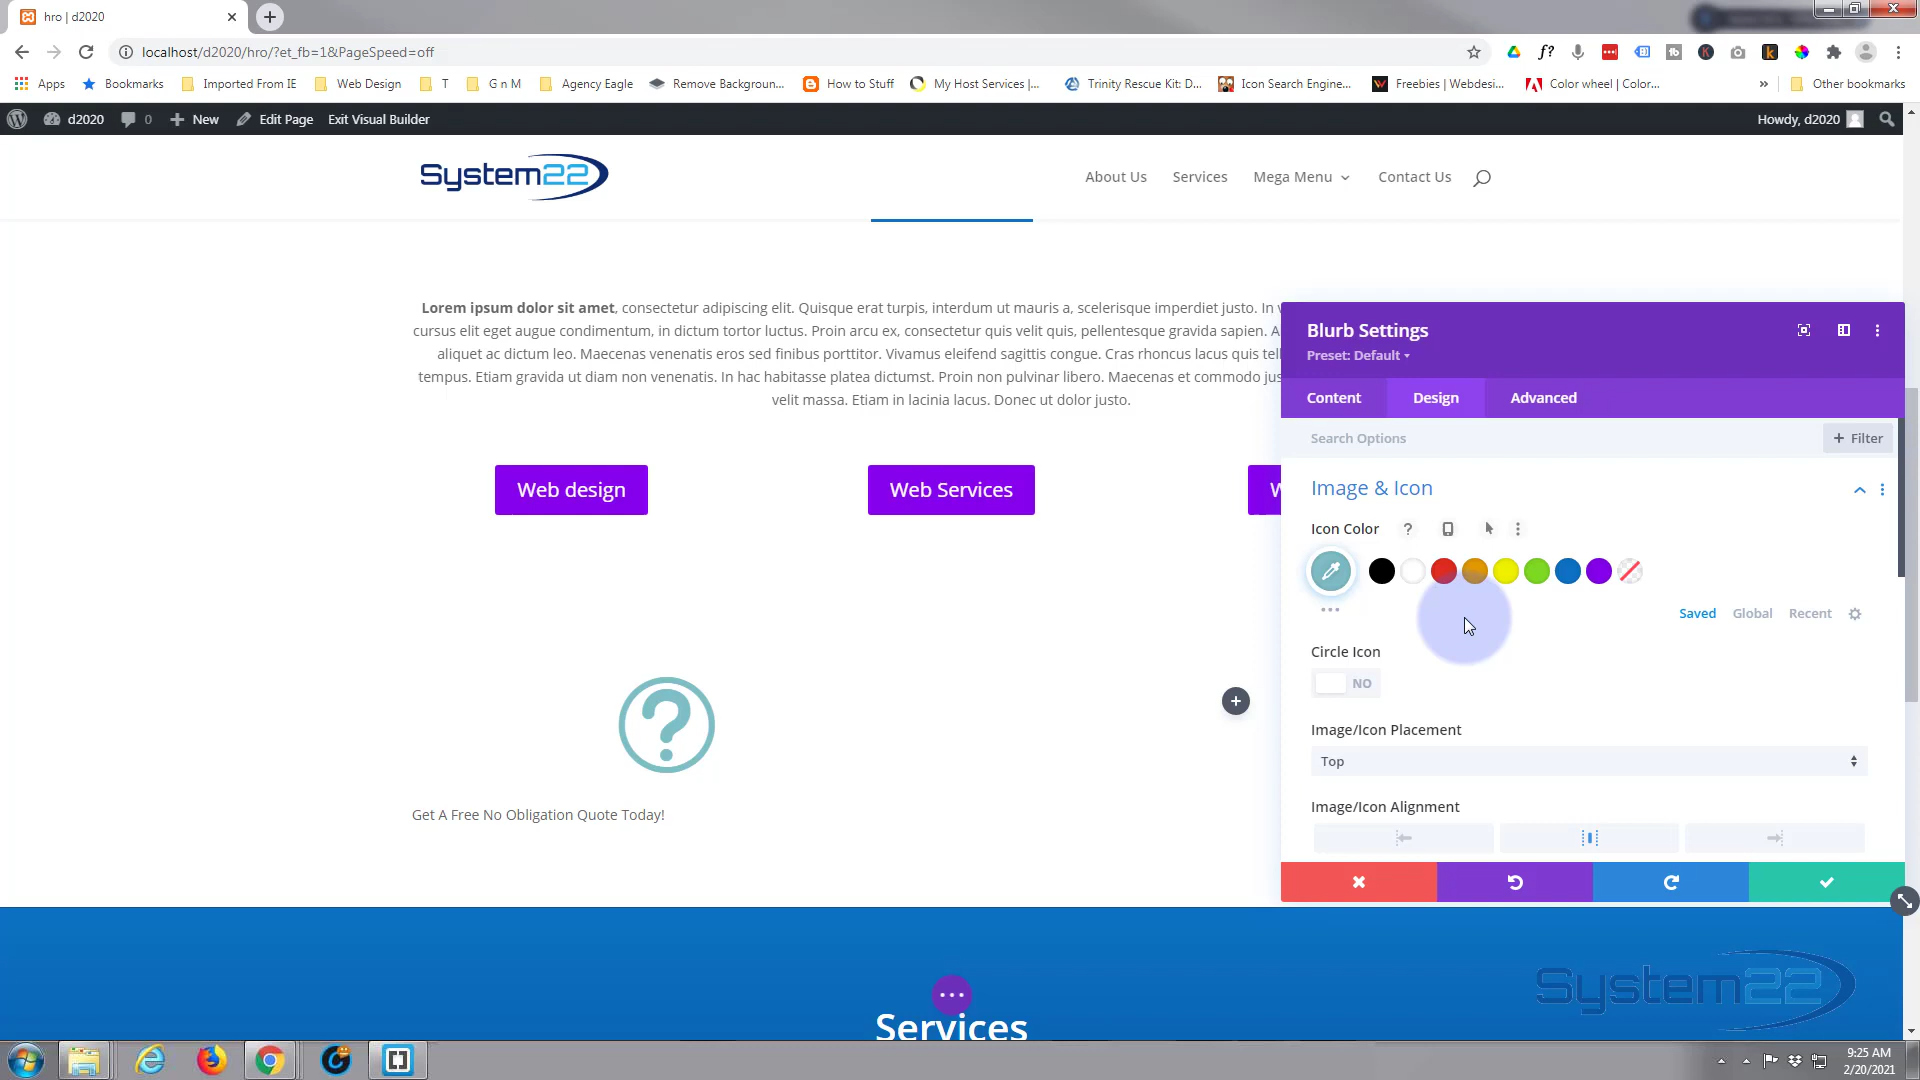 hro | d2020
localhost/d2020/hro/?et_fb=1&PageSpeed=off
Apps Bookmarks Imported From IE Web Design T G n M Agency Eagle Remove Backgroun... How to Stuff My Host Services |... Trinity Rescue Kit: D... Icon Search Engine... Freebies | Webdesi... Color wheel | Color... » Other bookmarks
d2020 0 New Edit Page Exit Visual Builder Howdy, d2020
System22
About Us Services Mega Menu Contact Us
Lorem ipsum dolor sit amet, consectetur adipiscing elit. Quisque erat turpis, interdum ut mauris a, scelerisque imperdiet justo. In
cursus elit eget augue condimentum, in dictum tortor luctus. Proin arcu ex, consectetur quis velit quis, pellentesque gravida sapien.
aliquet ac dictum leo. Maecenas venenatis eros sed finibus porttitor. Vivamus eleifend sagittis congue. Cras rhoncus lacus quis
tempus. Etiam gravida ut diam non venenatis. In hac habitasse platea dictumst. Proin non pulvinar libero. Maecenas et commodo
velit massa. Etiam in lacinia lacus. Donec ut dolor justo.
Web design
Web Services
?
Get A Free No Obligation Quote Today!
Blurb Settings
Preset: Default
Content Design Advanced
Search Options
+ Filter
Image & Icon
Icon Color ?
Saved Global Recent
Circle Icon
NO
Image/Icon Placement
Top
Image/Icon Alignment
Services
System22
9:25 AM
2/20/2021